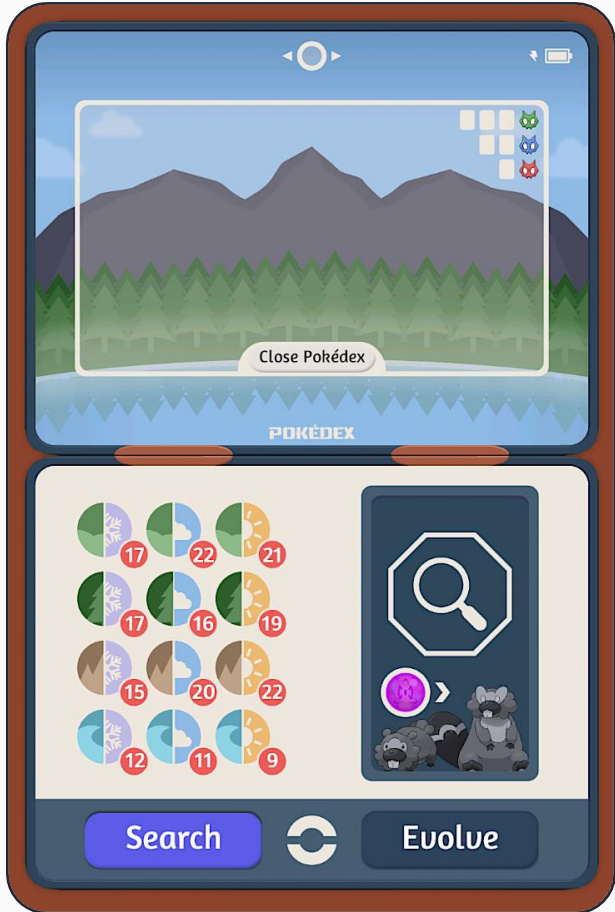 Close Pokédex
POKÉDEX
17 22 21
17 16 19
15 20 22
12 11 9
Search Evolve